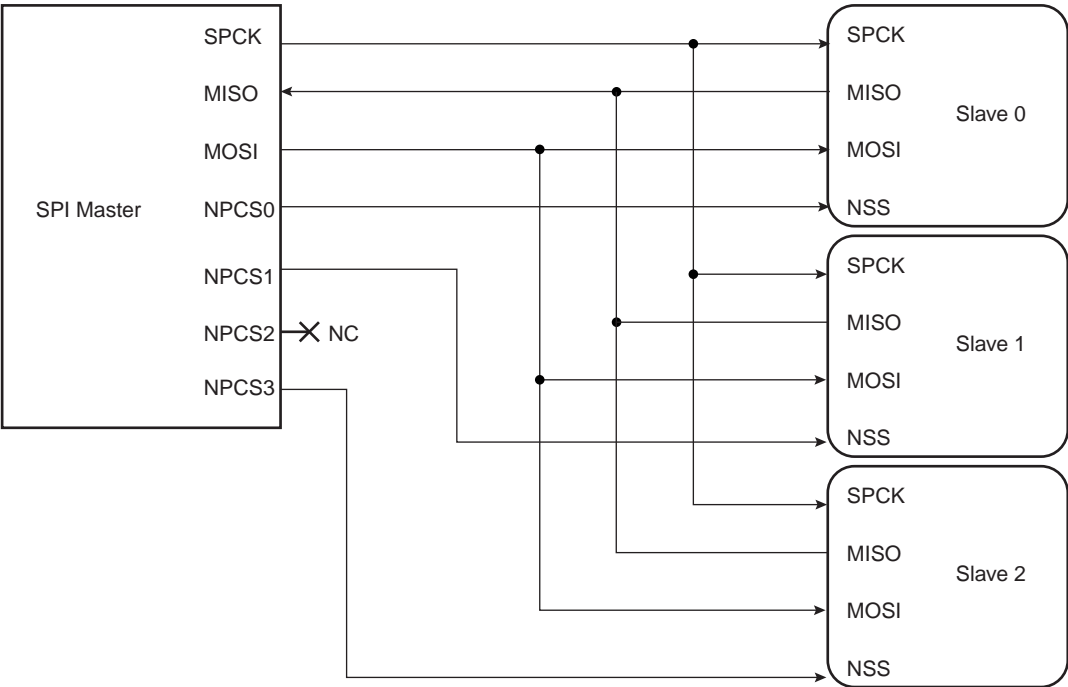 SPI Master
SPCK
MISO
MOSI
NPCS0
NPCS1
NPCS2
NC
NPCS3
SPCK
MISO
Slave 0
MOSI
NSS
SPCK
MISO
Slave 1
MOSI
NSS
SPCK
MISO
Slave 2
MOSI
NSS